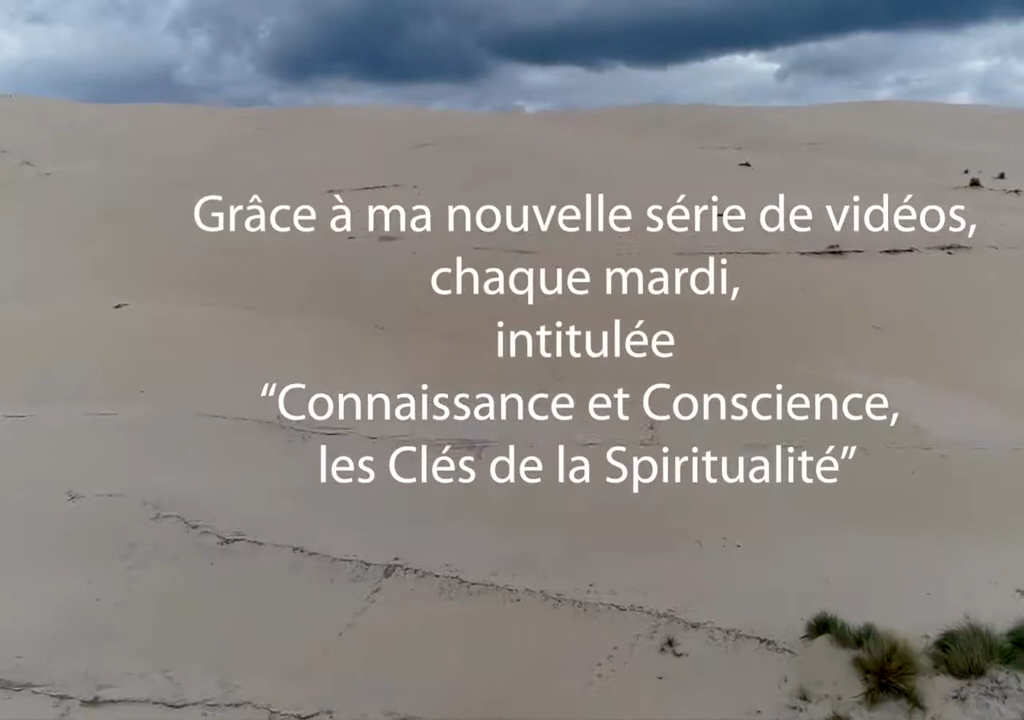 Grâce à ma nouvelle série de vidéos,
chaque mardi,
intitulée
“Connaissance et Conscience,
les Clés de la Spiritualité”